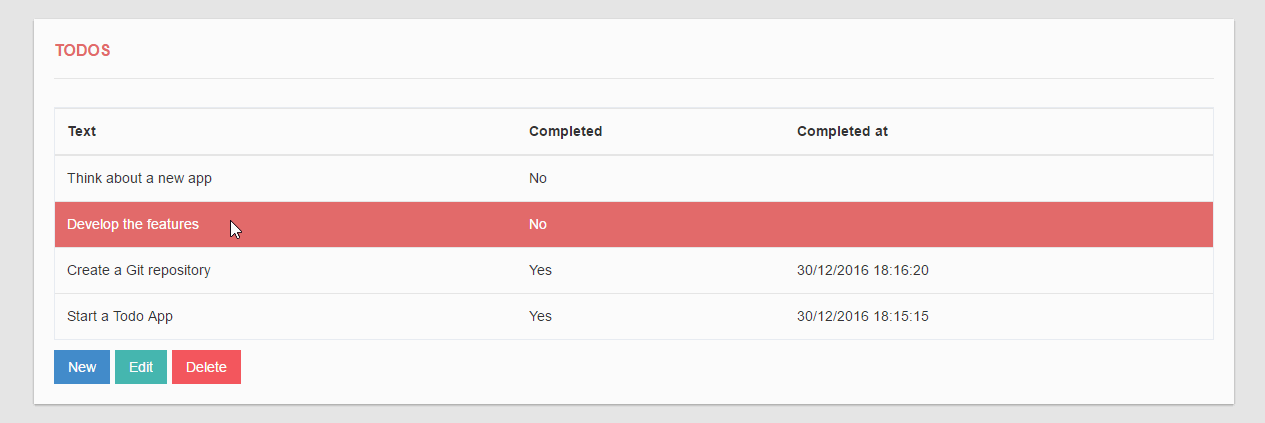 TODOS
Text Completed Completed at
Think about a new app No
Develop the features No
Create a Git repository Yes 30/12/2016 18:16:20
Start a Todo App Yes 30/12/2016 18:15:15
New Edit Delete